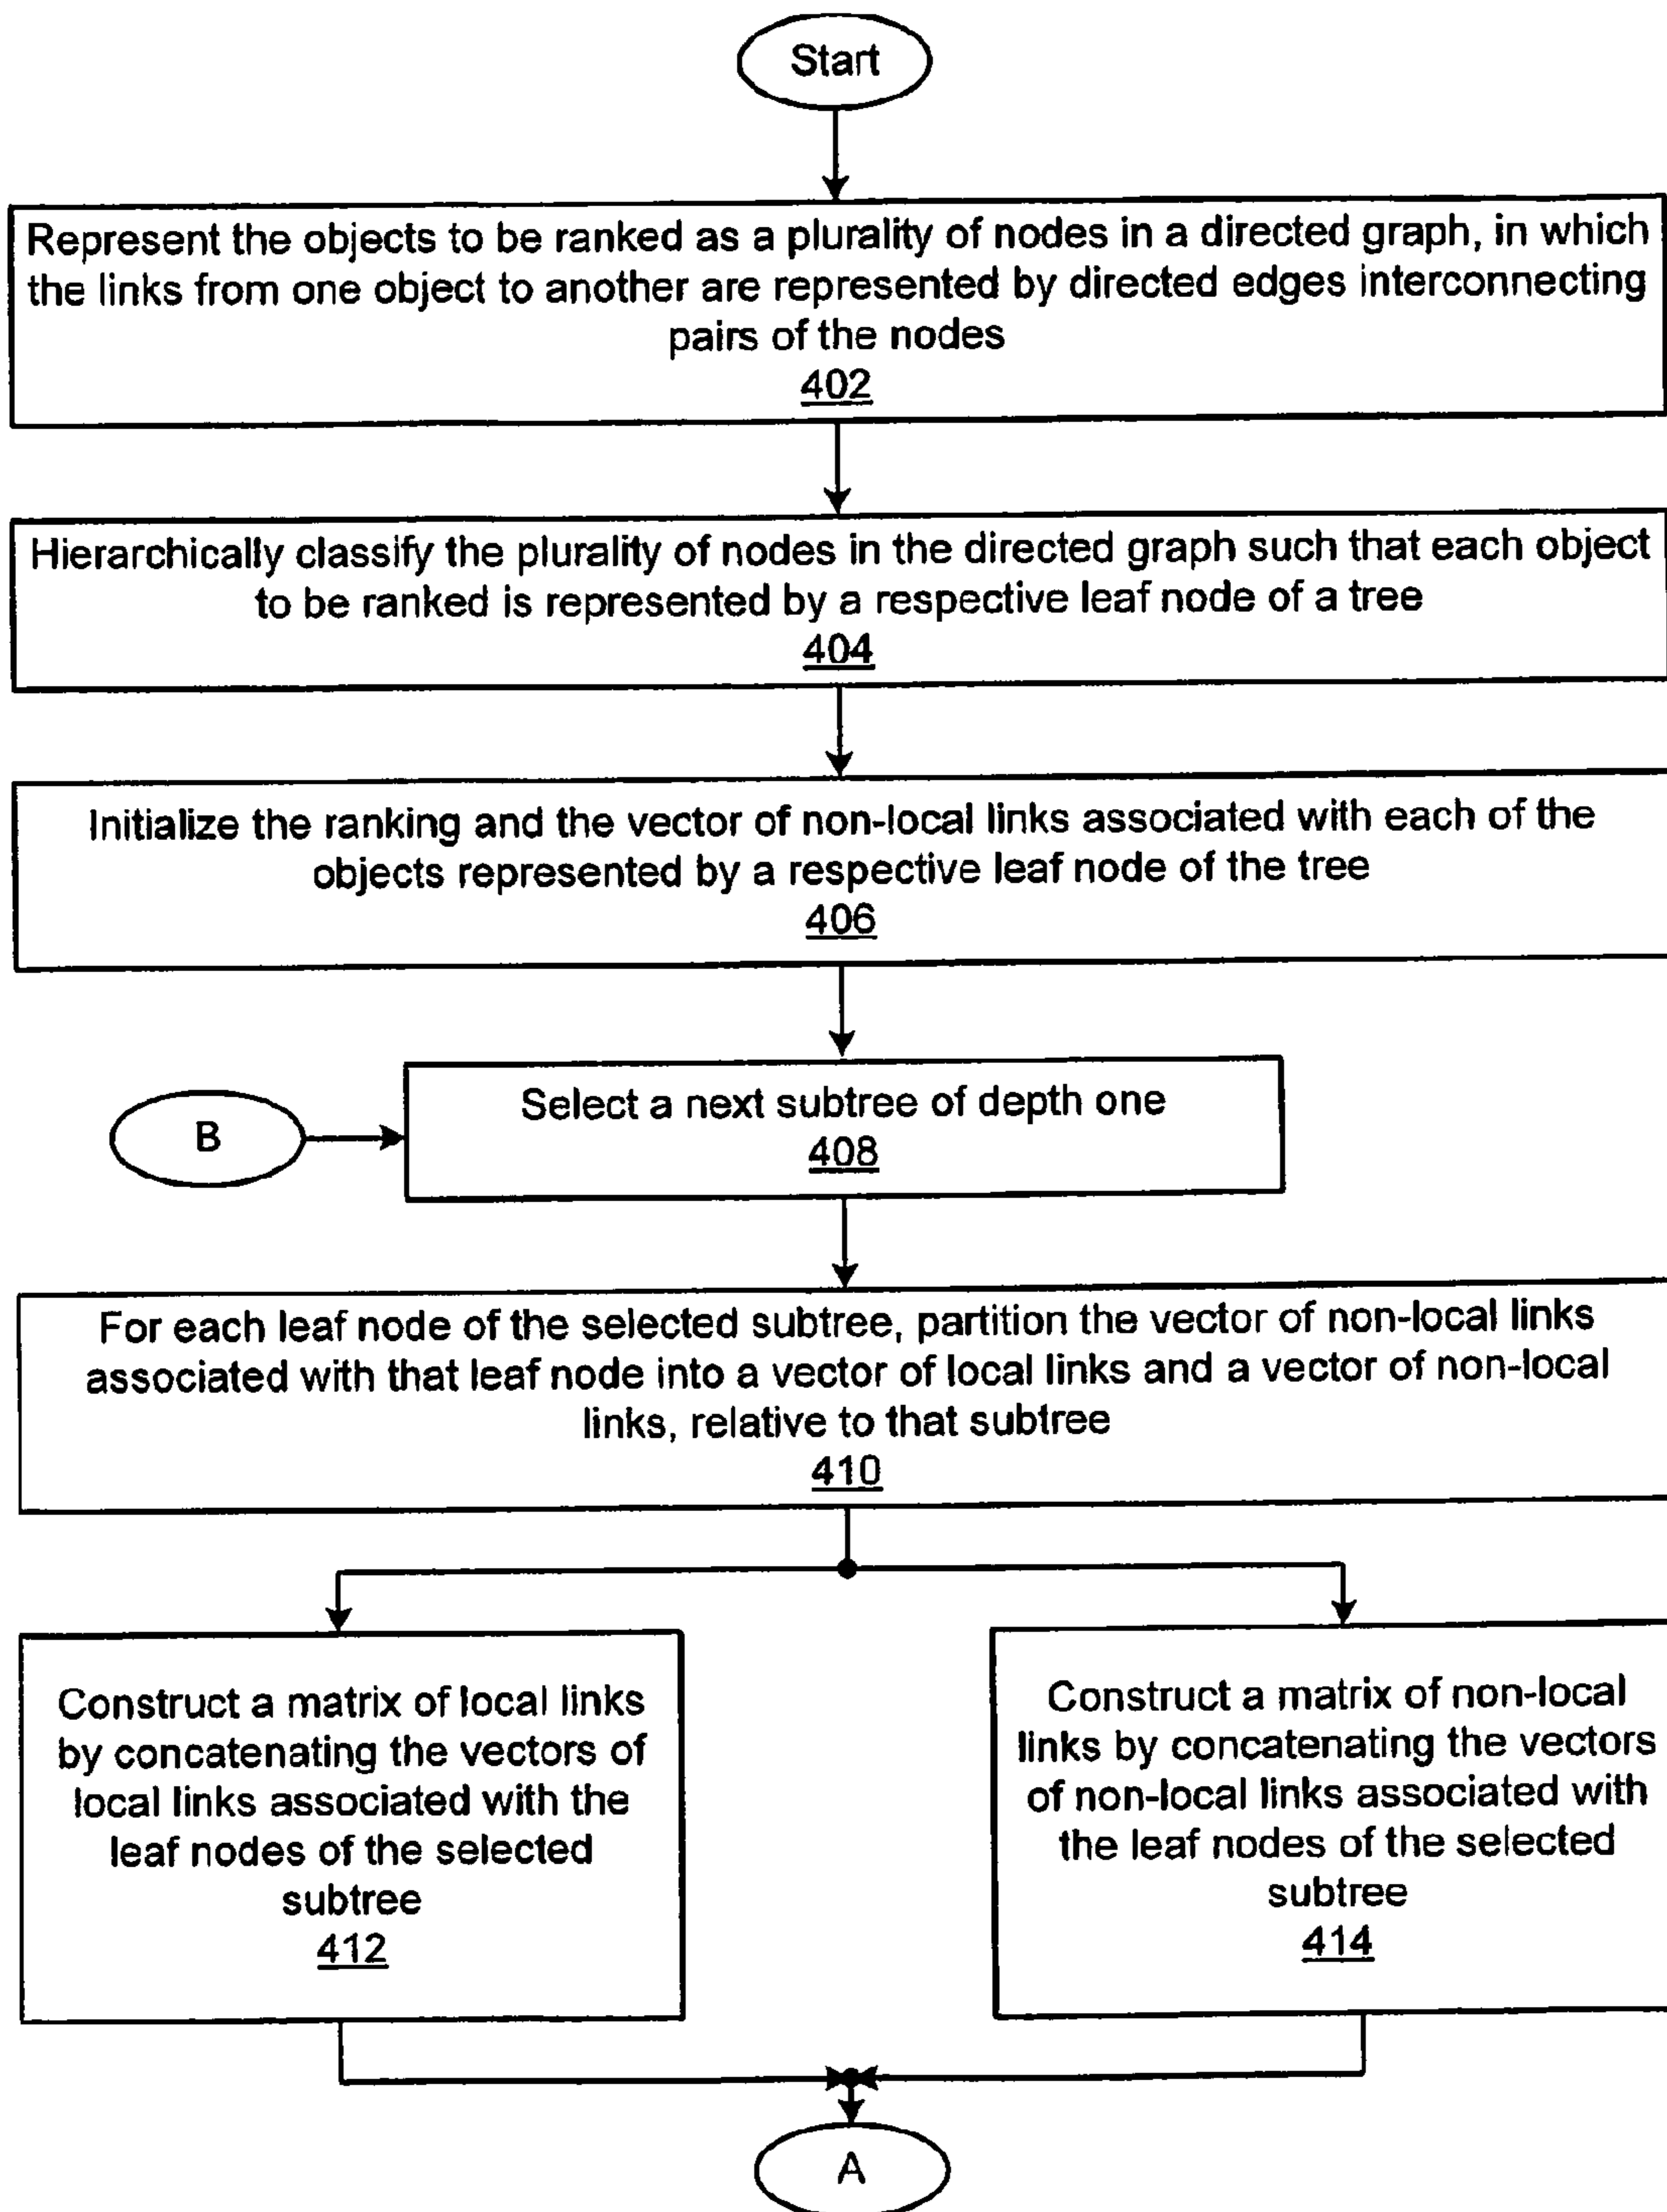 Start
Represent the objects to be ranked as a plurality of nodes in a directed graph, in which
the links from one object to another are represented by directed edges interconnecting
pairs of the nodes
402
Hierarchically classify the plurality of nodes in the directed graph such that each object
to be ranked is represented by a respective leaf node of a tree
404
Initialize the ranking and the vector of non-local links associated with each of the
objects represented by a respective leaf node of the tree
406
B
Select a next subtree of depth one
408
For each leaf node of the selected subtree, partition the vector of non-local links
associated with that leaf node into a vector of local links and a vector of non-local
links, relative to that subtree
410
Construct a matrix of local links
by concatenating the vectors of
local links associated with the
leaf nodes of the selected
subtree
412
Construct a matrix of non-local
links by concatenating the vectors
of non-local links associated with
the leaf nodes of the selected
subtree
414
A